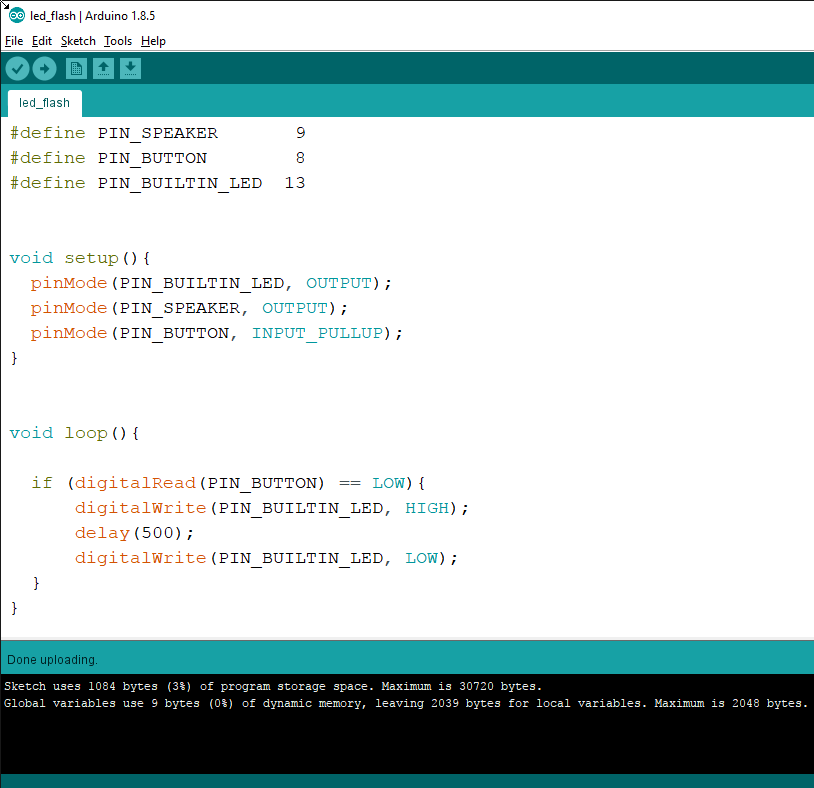 led_flash | Arduino 1.8.5
File Edit Sketch Tools Help
led_flash
#define PIN_SPEAKER       9
#define PIN_BUTTON        8
#define PIN_BUILTIN_LED  13
void setup(){
  pinMode(PIN_BUILTIN_LED, OUTPUT);
  pinMode(PIN_SPEAKER, OUTPUT);
  pinMode(PIN_BUTTON, INPUT_PULLUP);
}
void loop(){
  if (digitalRead(PIN_BUTTON) == LOW){
      digitalWrite(PIN_BUILTIN_LED, HIGH);
      delay(500);
      digitalWrite(PIN_BUILTIN_LED, LOW);
  }
}
Done uploading.
Sketch uses 1084 bytes (3%) of program storage space. Maximum is 30720 bytes.
Global variables use 9 bytes (0%) of dynamic memory, leaving 2039 bytes for local variables. Maximum is 2048 bytes.